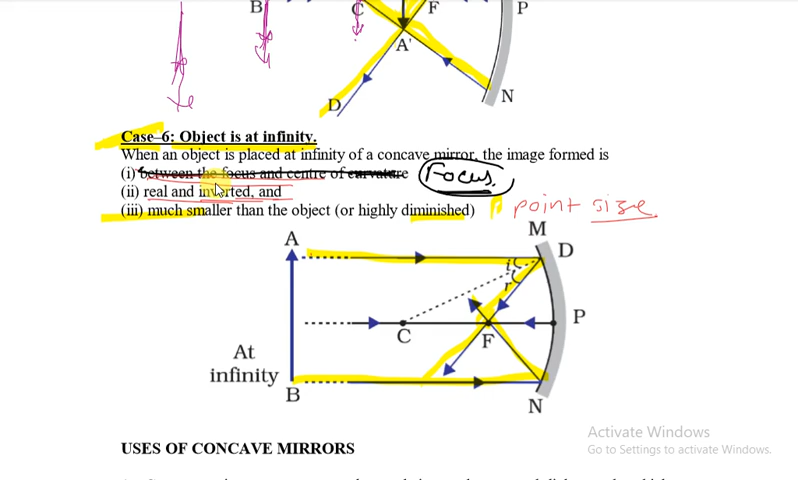 B
C
F
P
A'
D
N
Case–6: Object is at infinity.
When an object is placed at infinity of a concave mirror, the image formed is
(i) between the focus and centre of curvature Focus.
(ii) real and inverted, and
(iii) much smaller than the object (or highly diminished) point size
A
M
D
i
r
C
F
P
At
infinity
B
N
Activate Windows
Go to Settings to activate Windows.
USES OF CONCAVE MIRRORS